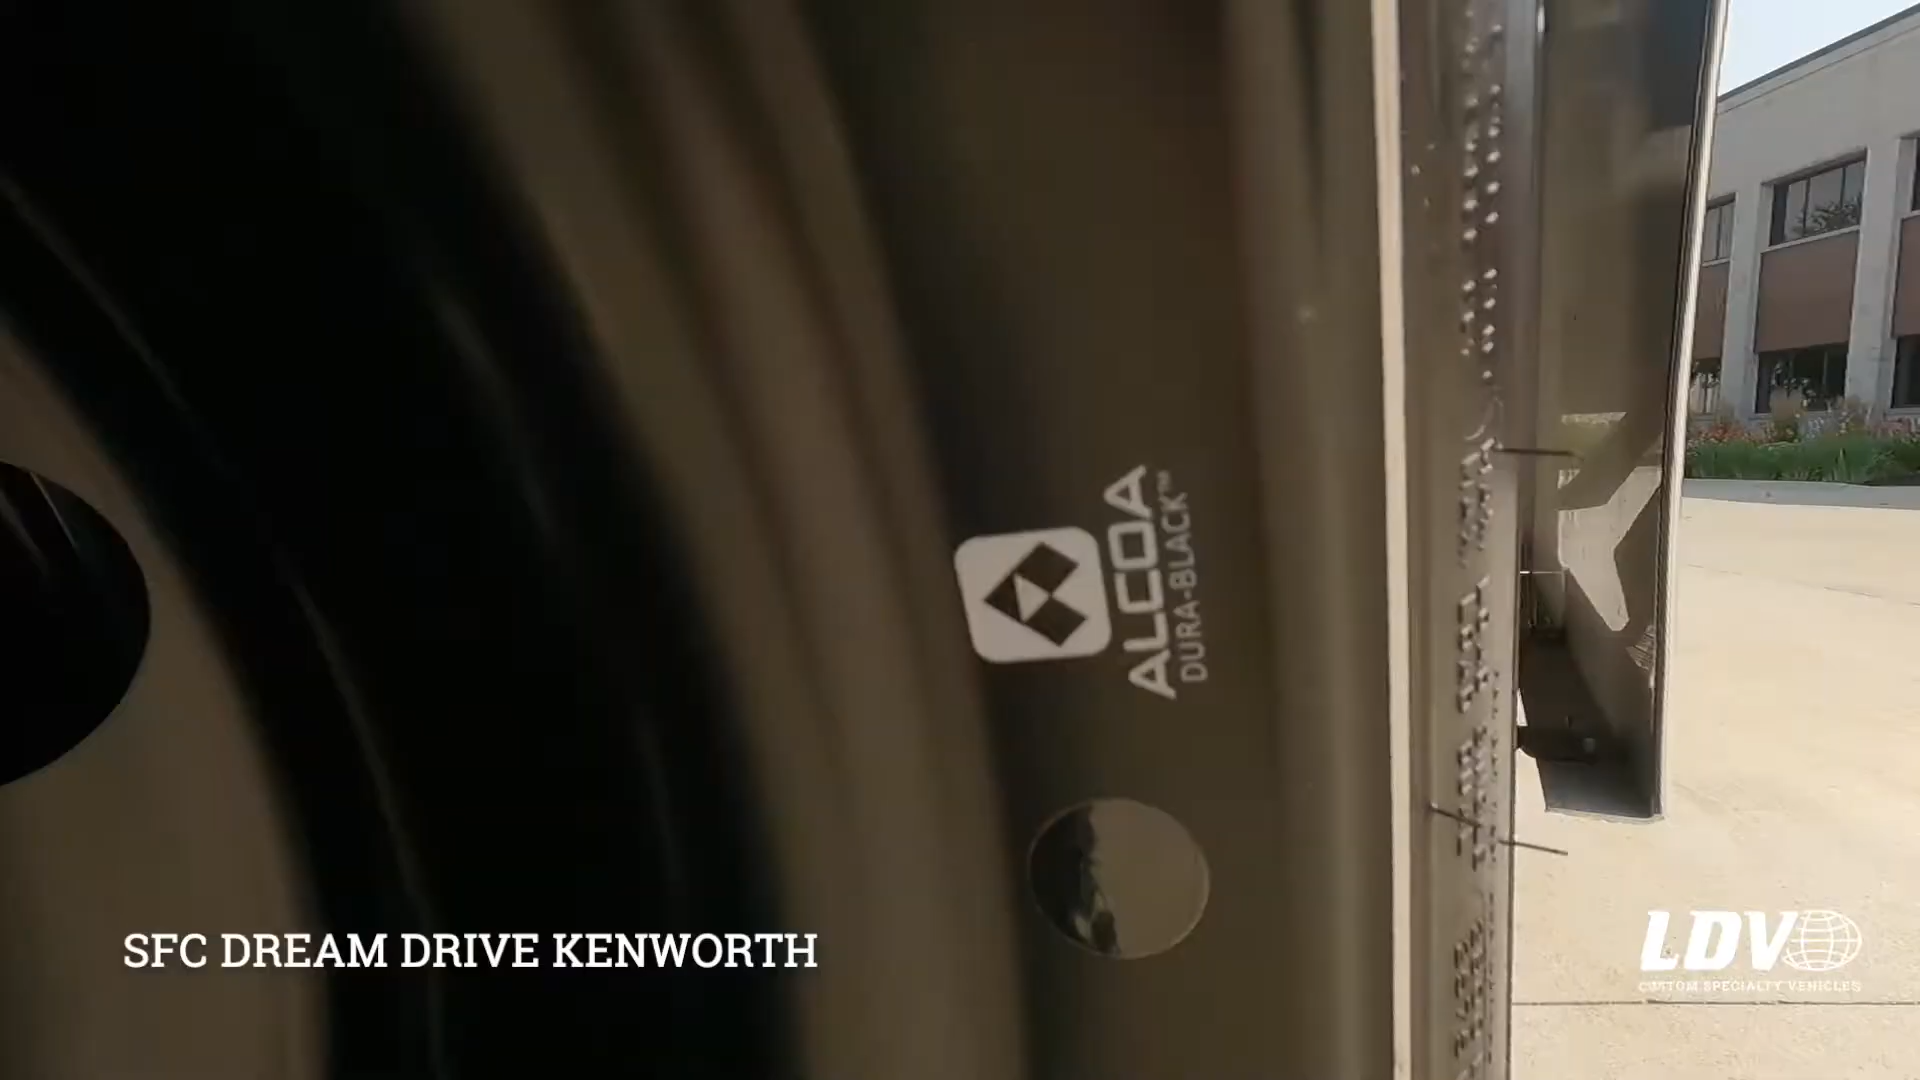 ALCOA
DURA-BLACK™
SFC DREAM DRIVE KENWORTH
LDV
CUSTOM SPECIALTY VEHICLES